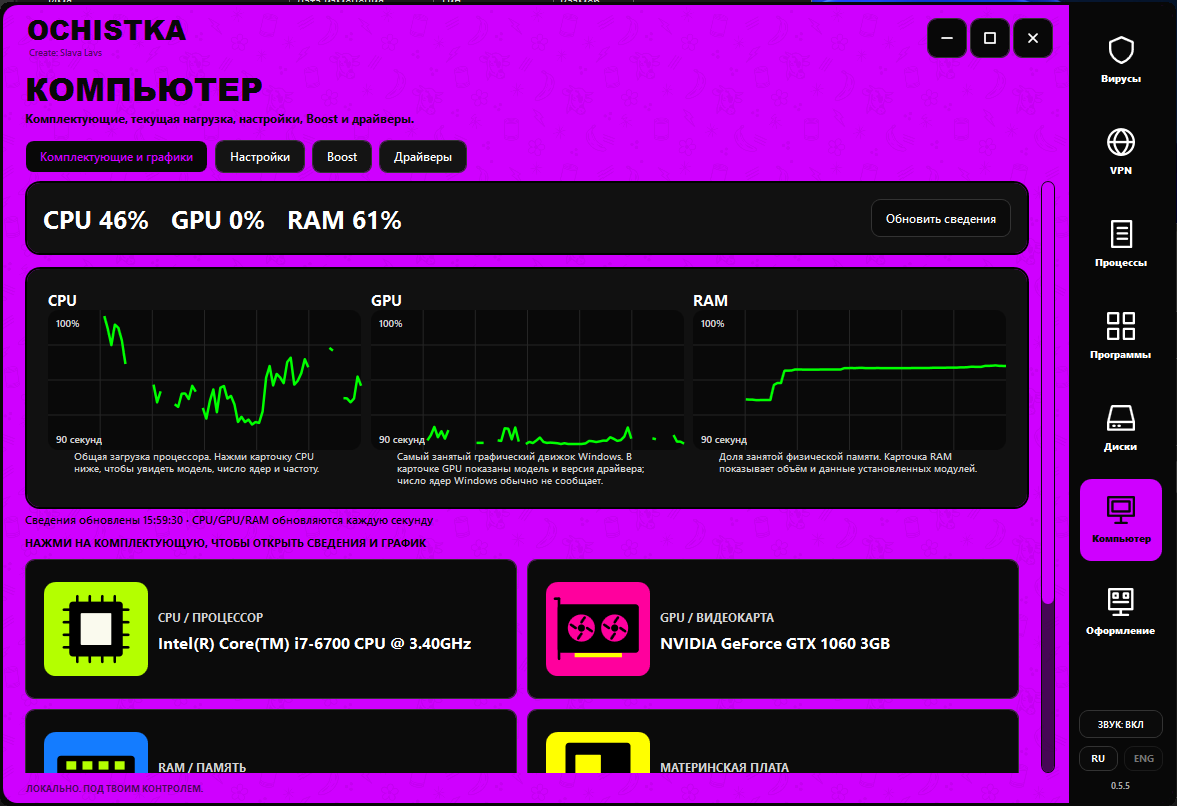 OCHISTKA
Create: Slava Lavs
КОМПЬЮТЕР
Комплектующие, текущая нагрузка, настройки, Boost и драйверы.
Комплектующие и графики
Настройки
Boost
Драйверы
CPU 46% GPU 0% RAM 61%
Обновить сведения
CPU
100%
90 секунд
Общая загрузка процессора. Нажми карточку CPU
ниже, чтобы увидеть модель, число ядер и частоту.
GPU
100%
90 секунд
Самый занятый графический движок Windows. В
карточке GPU показаны модель и версия драйвера;
число ядер Windows обычно не сообщает.
RAM
100%
90 секунд
Доля занятой физической памяти. Карточка RAM
показывает объём и данные установленных модулей.
Сведения обновлены 15:59:30 · CPU/GPU/RAM обновляются каждую секунду
НАЖМИ НА КОМПЛЕКТУЮЩУЮ, ЧТОБЫ ОТКРЫТЬ СВЕДЕНИЯ И ГРАФИК
CPU / ПРОЦЕССОР
Intel(R) Core(TM) i7-6700 CPU @ 3.40GHz
GPU / ВИДЕОКАРТА
NVIDIA GeForce GTX 1060 3GB
RAM / ПАМЯТЬ
МАТЕРИНСКАЯ ПЛАТА
ЛОКАЛЬНО. ПОД ТВОИМ КОНТРОЛЕМ.
Вирусы
VPN
Процессы
Программы
Диски
Компьютер
Оформление
ЗВУК: ВКЛ
RU
ENG
0.5.5